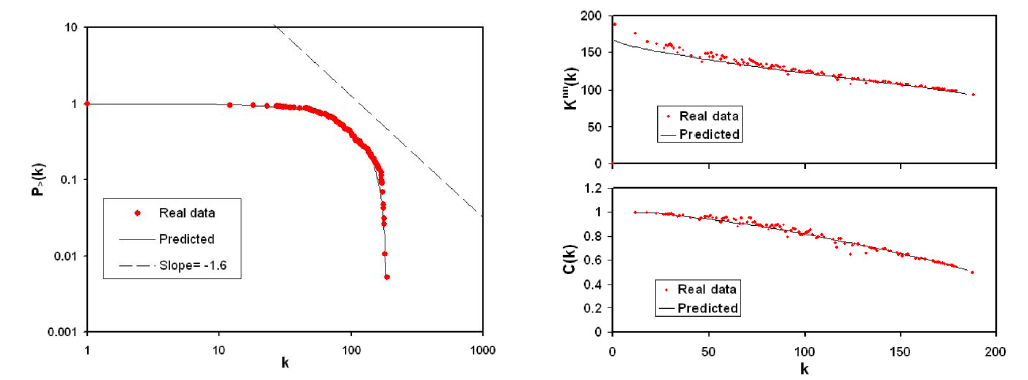 10
1
0.1
0.01
0.001
P>(k)
Real data
Predicted
Slope= -1.6
1
10
100
1000
k
200
150
100
50
0
K^nn(k)
Real data
Predicted
1.2
1
0.8
0.6
0.4
0.2
0
C(k)
Real data
Predicted
0
50
100
150
200
k